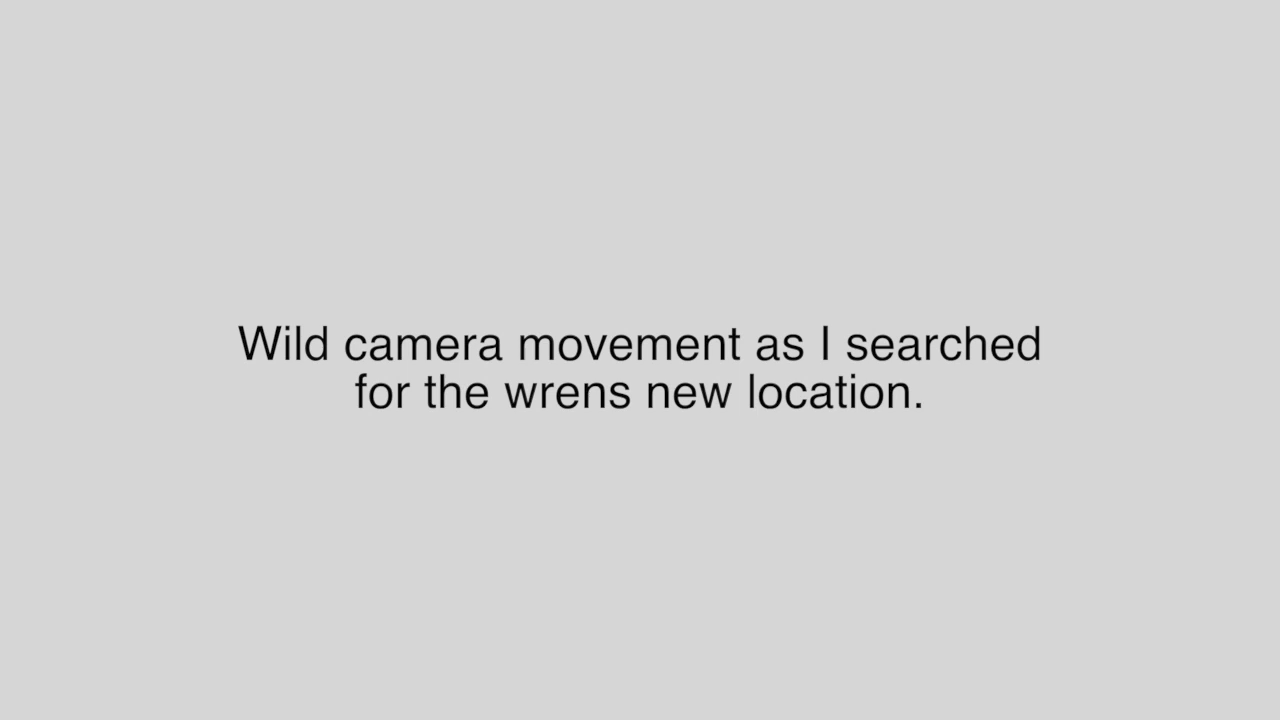 Wild camera movement as I searched
for the wrens new location.